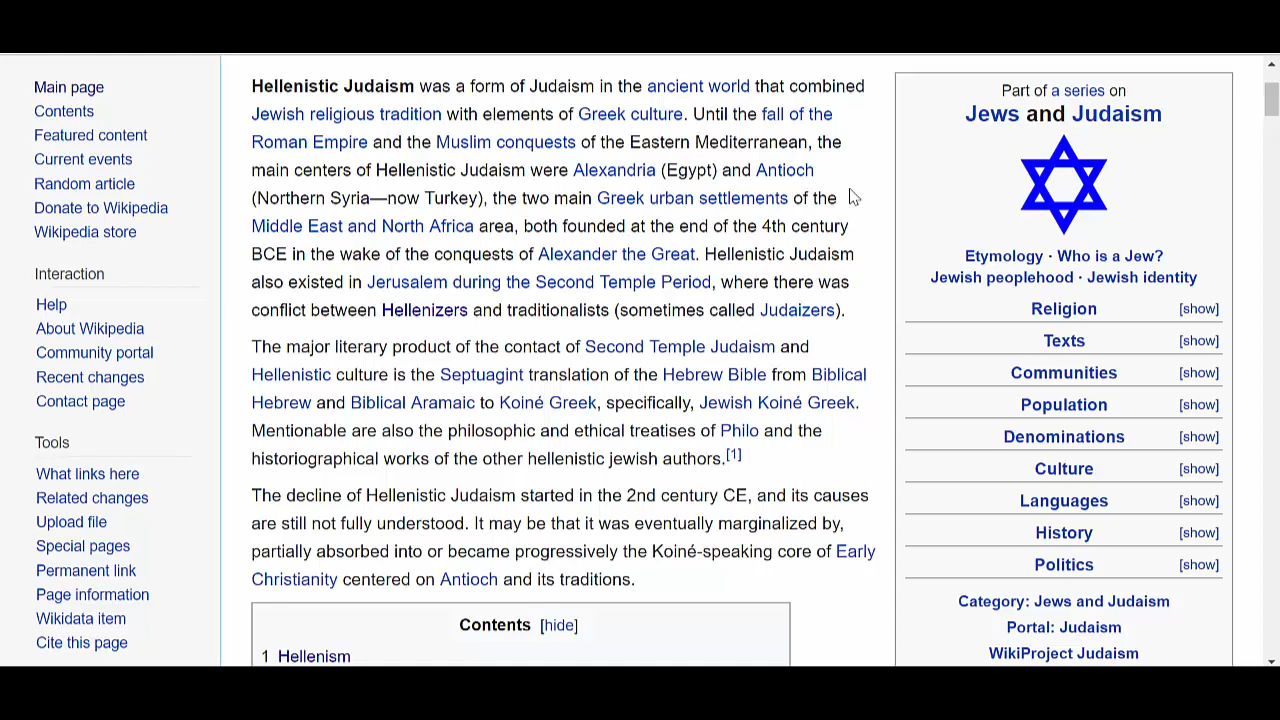 Main page
Contents
Featured content
Current events
Random article
Donate to Wikipedia
Wikipedia store
Interaction
Help
About Wikipedia
Community portal
Recent changes
Contact page
Tools
What links here
Related changes
Upload file
Special pages
Permanent link
Page information
Wikidata item
Cite this page
Hellenistic Judaism was a form of Judaism in the ancient world that combined
Jewish religious tradition with elements of Greek culture. Until the fall of the
Roman Empire and the Muslim conquests of the Eastern Mediterranean, the
main centers of Hellenistic Judaism were Alexandria (Egypt) and Antioch
(Northern Syria—now Turkey), the two main Greek urban settlements of the
Middle East and North Africa area, both founded at the end of the 4th century
BCE in the wake of the conquests of Alexander the Great. Hellenistic Judaism
also existed in Jerusalem during the Second Temple Period, where there was
conflict between Hellenizers and traditionalists (sometimes called Judaizers).
The major literary product of the contact of Second Temple Judaism and
Hellenistic culture is the Septuagint translation of the Hebrew Bible from Biblical
Hebrew and Biblical Aramaic to Koiné Greek, specifically, Jewish Koiné Greek.
Mentionable are also the philosophic and ethical treatises of Philo and the
historiographical works of the other hellenistic jewish authors.[1]
The decline of Hellenistic Judaism started in the 2nd century CE, and its causes
are still not fully understood. It may be that it was eventually marginalized by,
partially absorbed into or became progressively the Koiné-speaking core of Early
Christianity centered on Antioch and its traditions.
Contents [hide]
1 Hellenism
Part of a series on
Jews and Judaism
Etymology · Who is a Jew?
Jewish peoplehood · Jewish identity
Religion [show]
Texts [show]
Communities [show]
Population [show]
Denominations [show]
Culture [show]
Languages [show]
History [show]
Politics [show]
Category: Jews and Judaism
Portal: Judaism
WikiProject Judaism